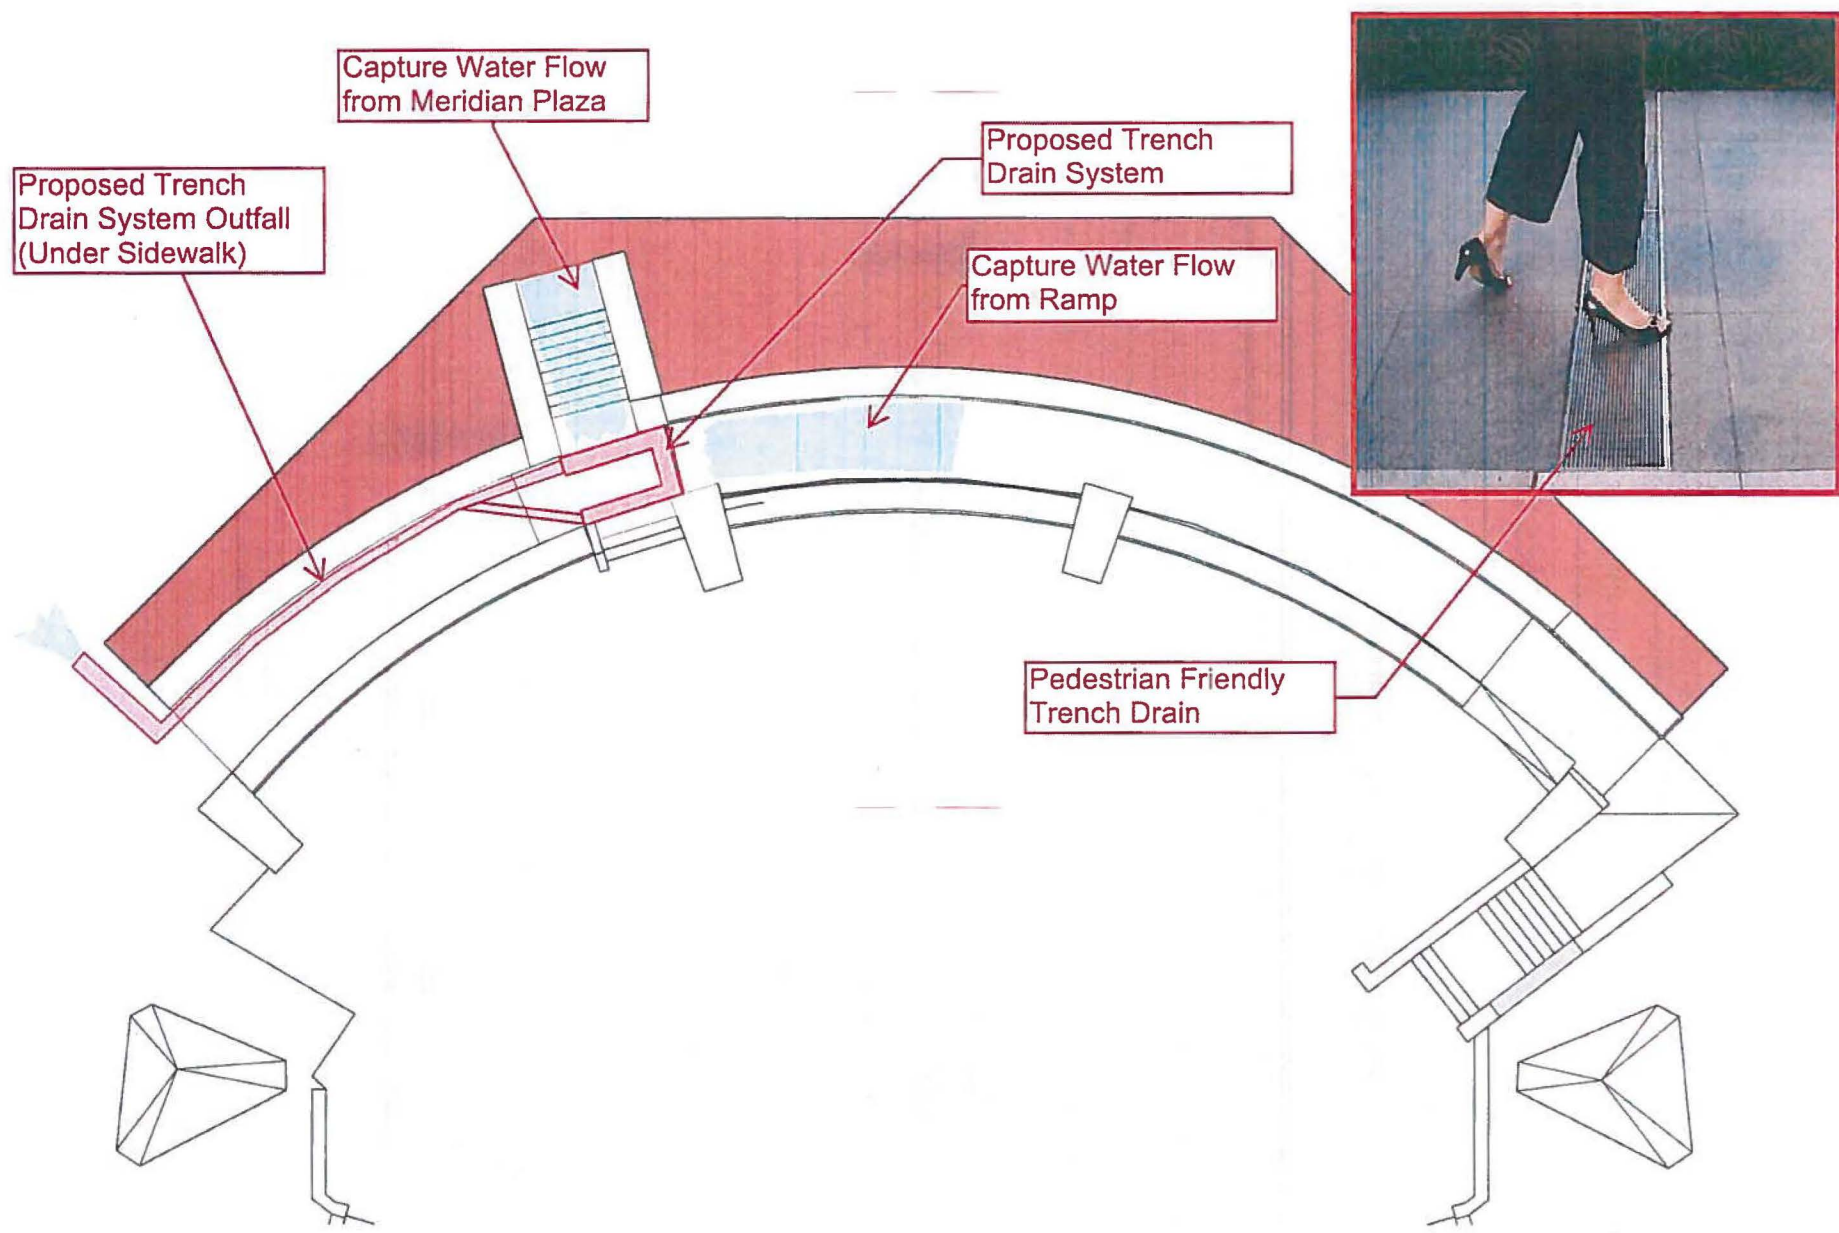 Capture Water Flow
from Meridian Plaza
Proposed Trench
Drain System
Proposed Trench
Drain System Outfall
(Under Sidewalk)
Capture Water Flow
from Ramp
Pedestrian Friendly
Trench Drain